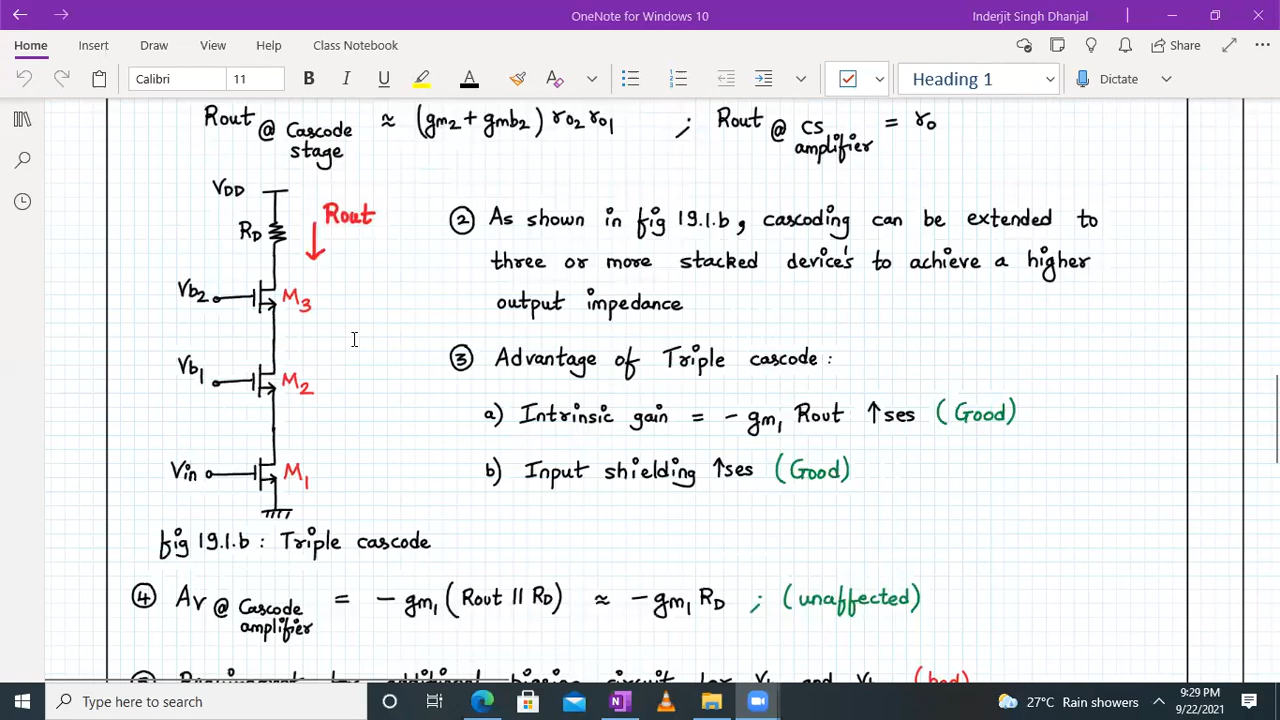 OneNote for Windows 10
Inderjit Singh Dhanjal
Home Insert Draw View Help Class Notebook
Share
Calibri 11 B I U A Heading 1 Dictate
Rout @ Cascode stage ≈ (gm2 + gmb2) ro2 ro1 ; Rout @ CS amplifier = ro
VDD
RD
Rout
Vb2
M3
Vb1
M2
Vin
M1
fig 19.1.b : Triple cascode
② As shown in fig 19.1.b, cascoding can be extended to
three or more stacked device's to achieve a higher
output impedance
③ Advantage of Triple cascode :
a) Intrinsic gain = - gm1 Rout ↑ses (Good)
b) Input shielding ↑ses (Good)
④ Av @ Cascode amplifier = - gm1 (Rout || RD) ≈ - gm1 RD ; (unaffected)
Type here to search
27°C Rain showers
9:29 PM
9/22/2021